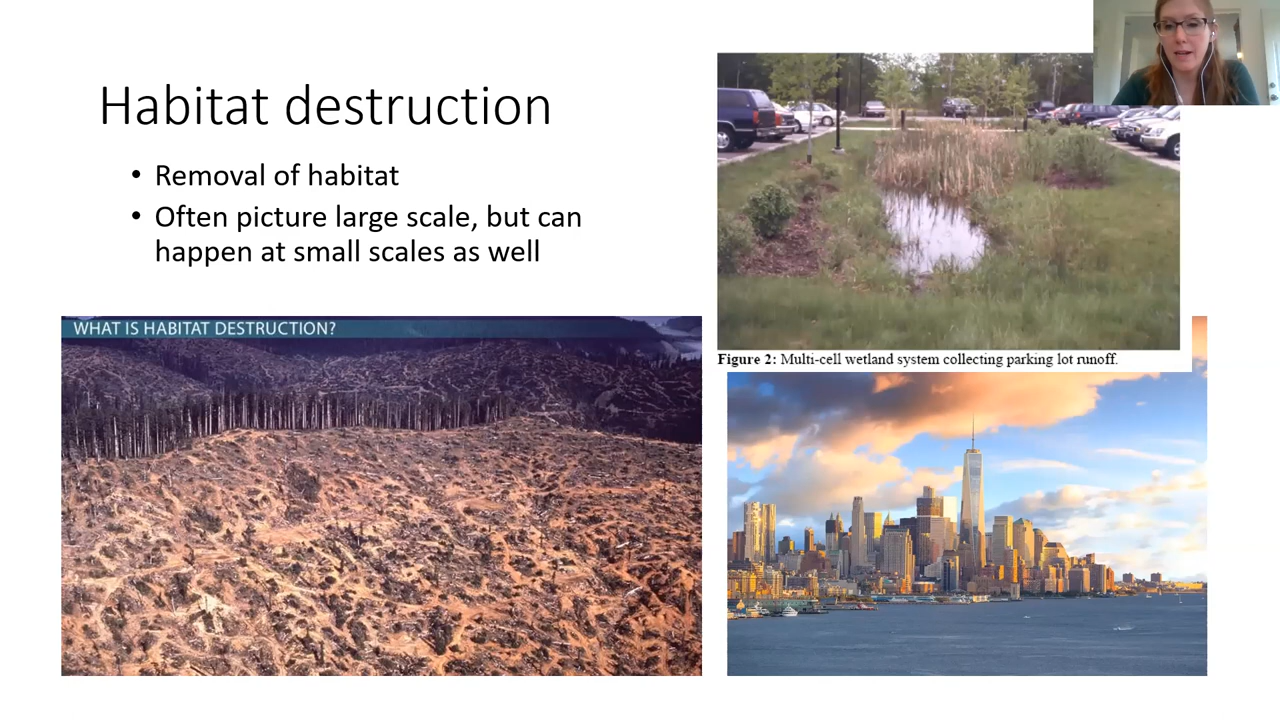 Habitat destruction
• Removal of habitat
• Often picture large scale, but can
happen at small scales as well
WHAT IS HABITAT DESTRUCTION?
Figure 2: Multi-cell wetland system collecting parking lot runoff.